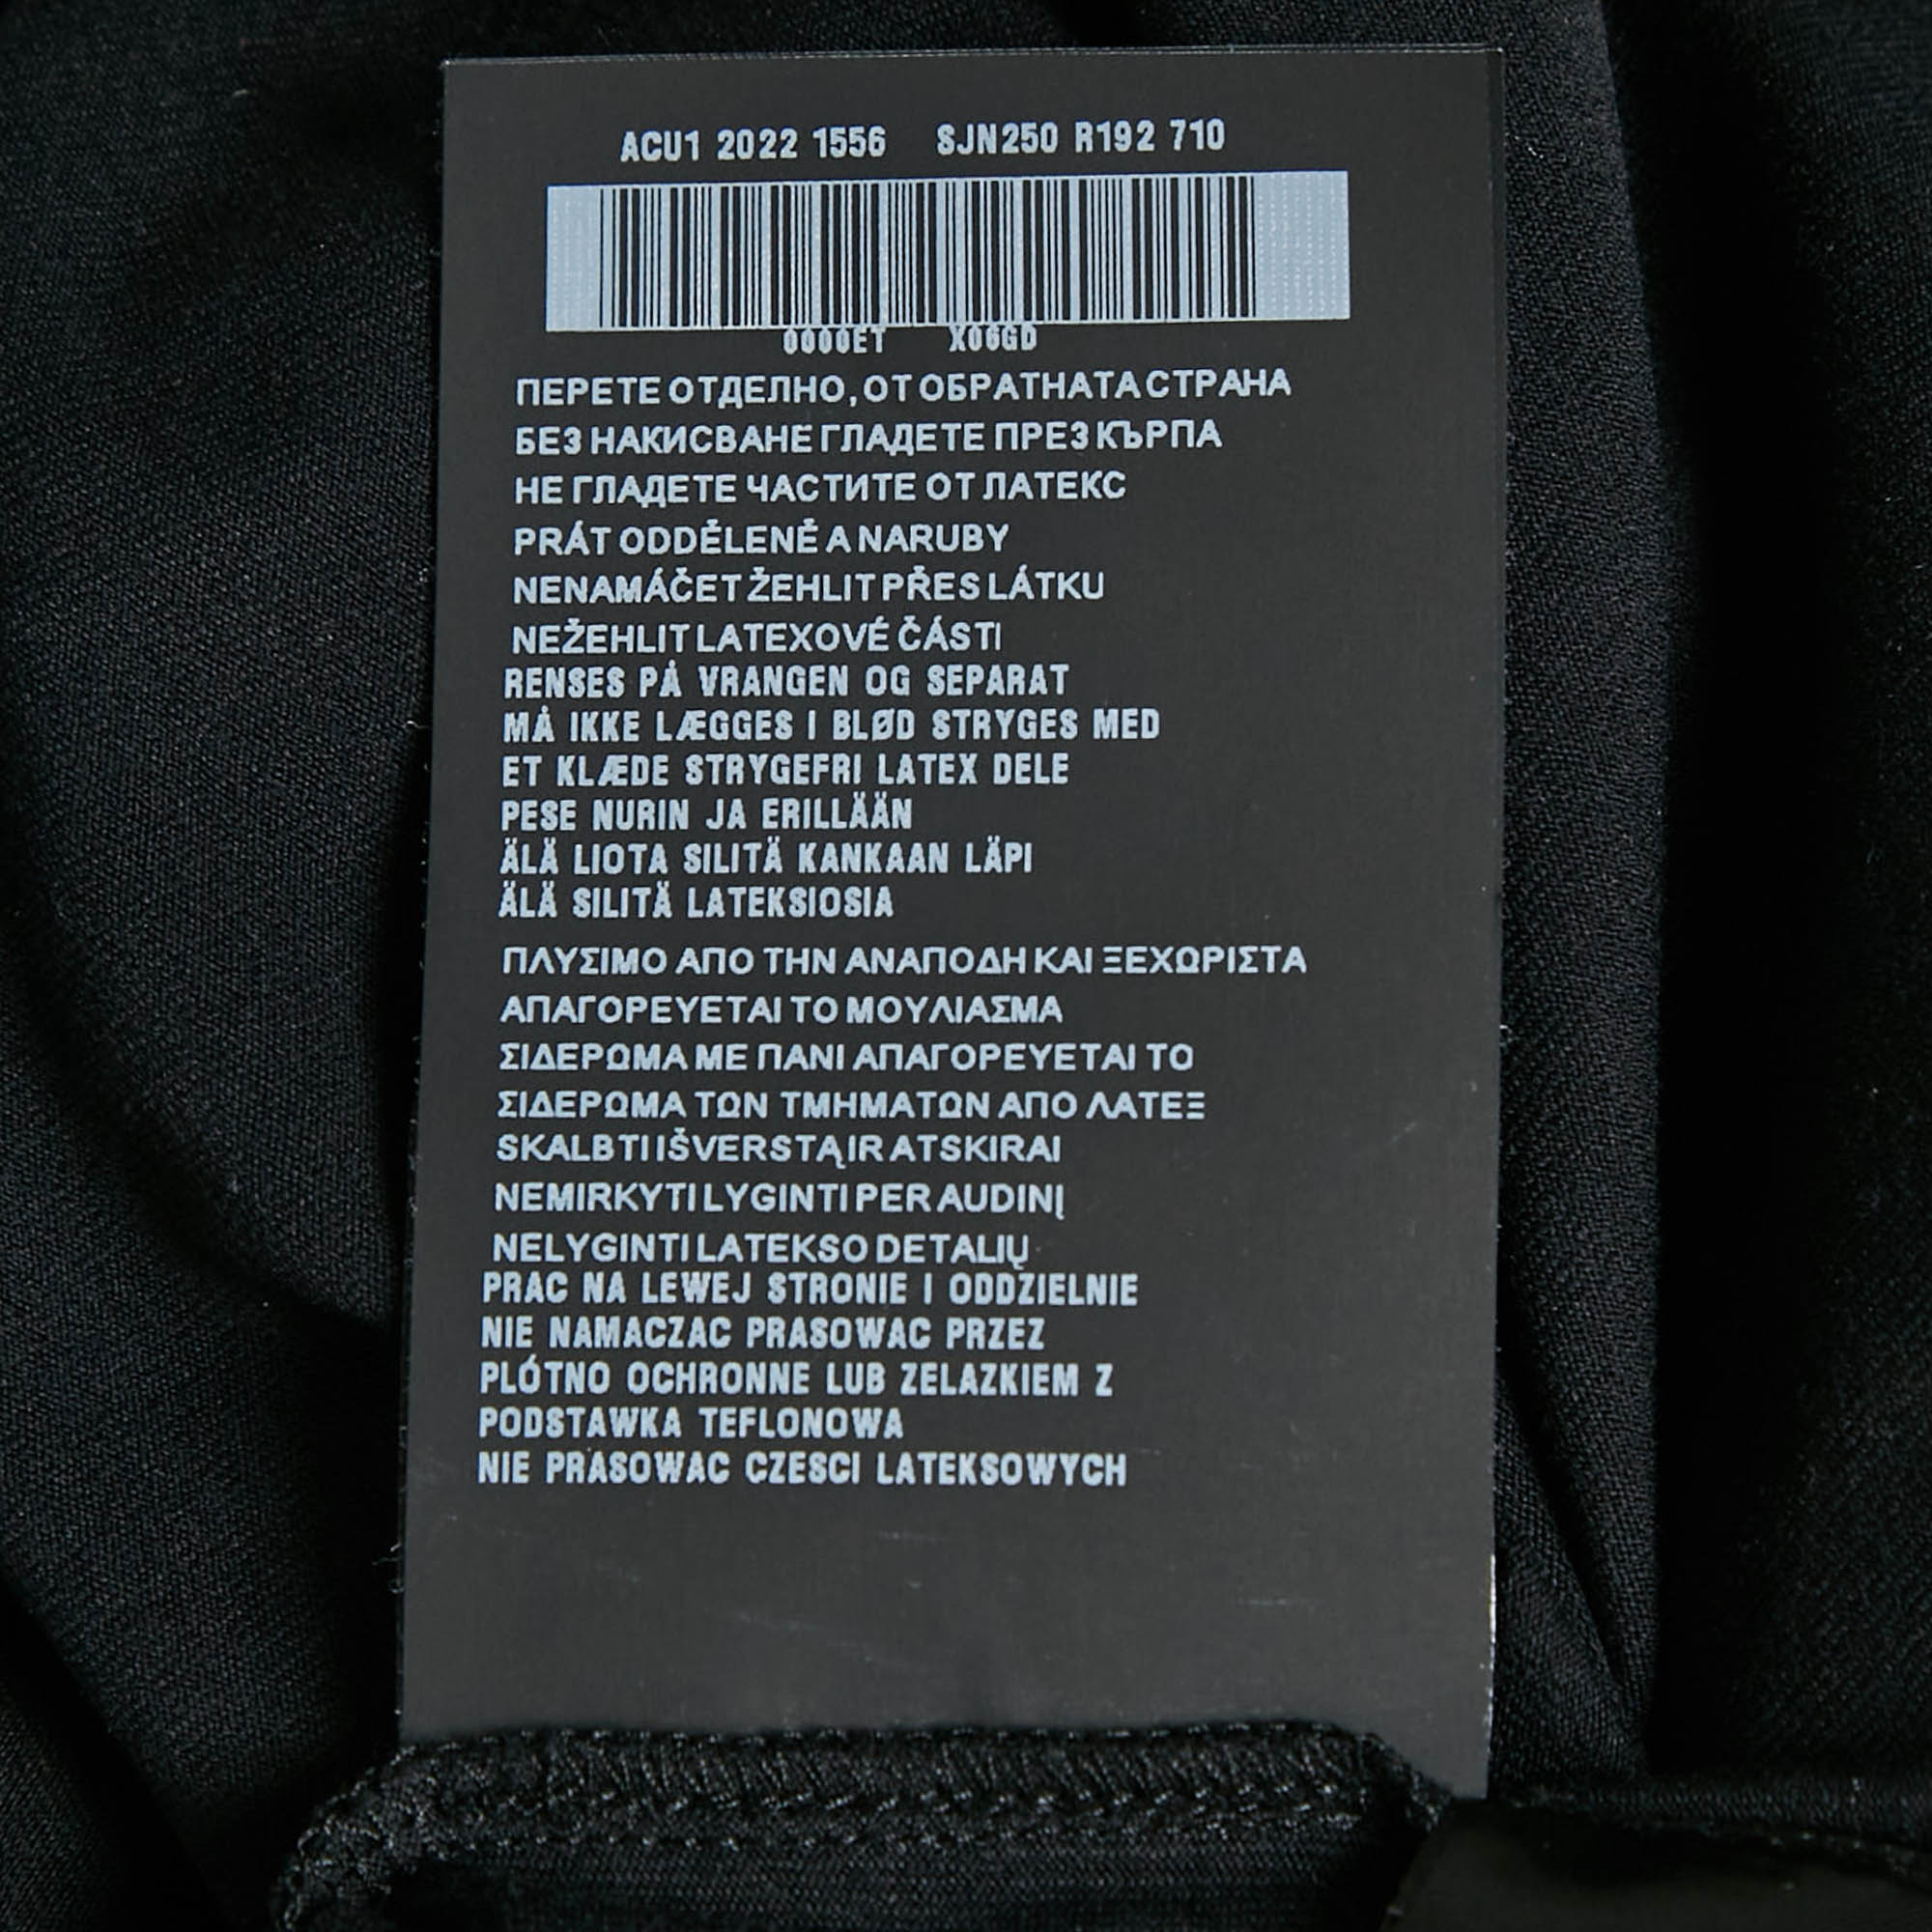 ACU1 2022 1556 SJN250 R192 710
0000ET X06GD
ПЕРЕТЕ ОТДЕЛНО, ОТ ОБРАТНАТА СТРАНА
БЕЗ НАКИСВАНЕ ГЛАДЕТЕ ПРЕЗ КЪРПА
НЕ ГЛАДЕТЕ ЧАСТИТЕ ОТ ЛАТЕКС
PRÁT ODDĚLENĚ A NARUBY
NENAMÁČET ŽEHLIT PŘES LÁTKU
NEŽEHLIT LATEXOVÉ ČÁSTI
RENSES PÅ VRANGEN OG SEPARAT
MÅ IKKE LÆGGES I BLØD STRYGES MED
ET KLÆDE STRYGEFRI LATEX DELE
PESE NURIN JA ERILLÄÄN
ÄLÄ LIOTA SILITÄ KANKAAN LÄPI
ÄLÄ SILITÄ LATEKSIOSIA
ΠΛΥΣΙΜΟ ΑΠΟ ΤΗΝ ΑΝΑΠΟΔΗ ΚΑΙ ΞΕΧΩΡΙΣΤΑ
ΑΠΑΓΟΡΕΥΕΤΑΙ ΤΟ ΜΟΥΛΙΑΣΜΑ
ΣΙΔΕΡΩΜΑ ΜΕ ΠΑΝΙ ΑΠΑΓΟΡΕΥΕΤΑΙ ΤΟ
ΣΙΔΕΡΩΜΑ ΤΩΝ ΤΜΗΜΑΤΩΝ ΑΠΟ ΛΑΤΕΞ
SKALBTI IŠVERSTĄ IR ATSKIRAI
NEMIRKYTI LYGINTI PER AUDINĮ
NELYGINTI LATEKSO DETALIŲ
PRAC NA LEWEJ STRONIE I ODDZIELNIE
NIE NAMACZAC PRASOWAC PRZEZ
PLÓTNO OCHRONNE LUB ZELAZKIEM Z
PODSTAWKA TEFLONOWA
NIE PRASOWAC CZESCI LATEKSOWYCH